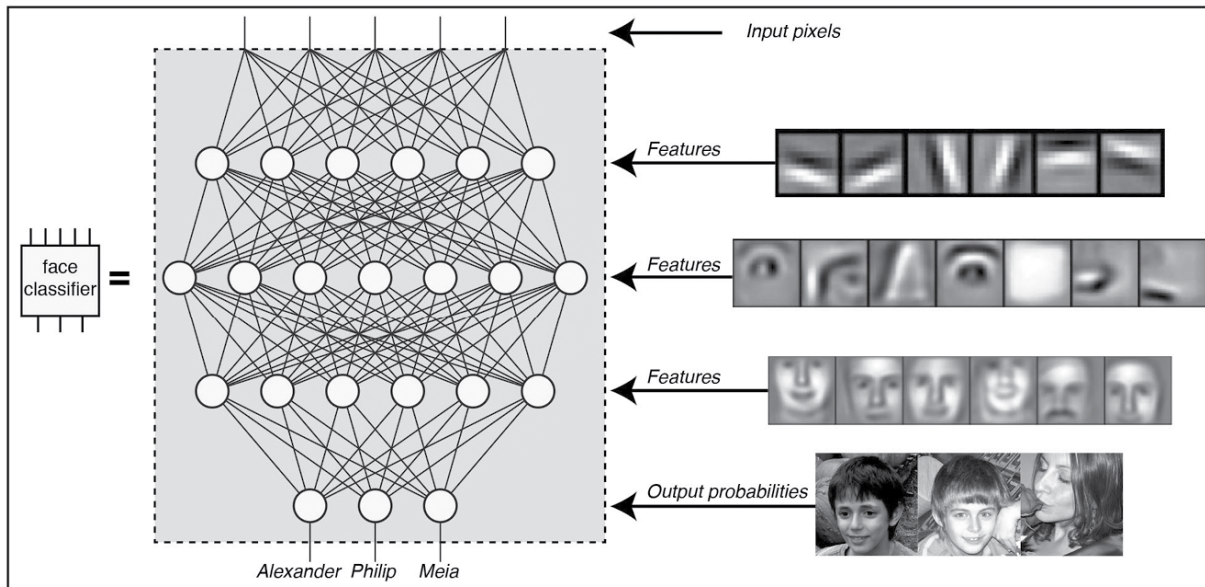 Input pixels
Features
face
classifier
=
Features
Features
Output probabilities
Alexander Philip Meia